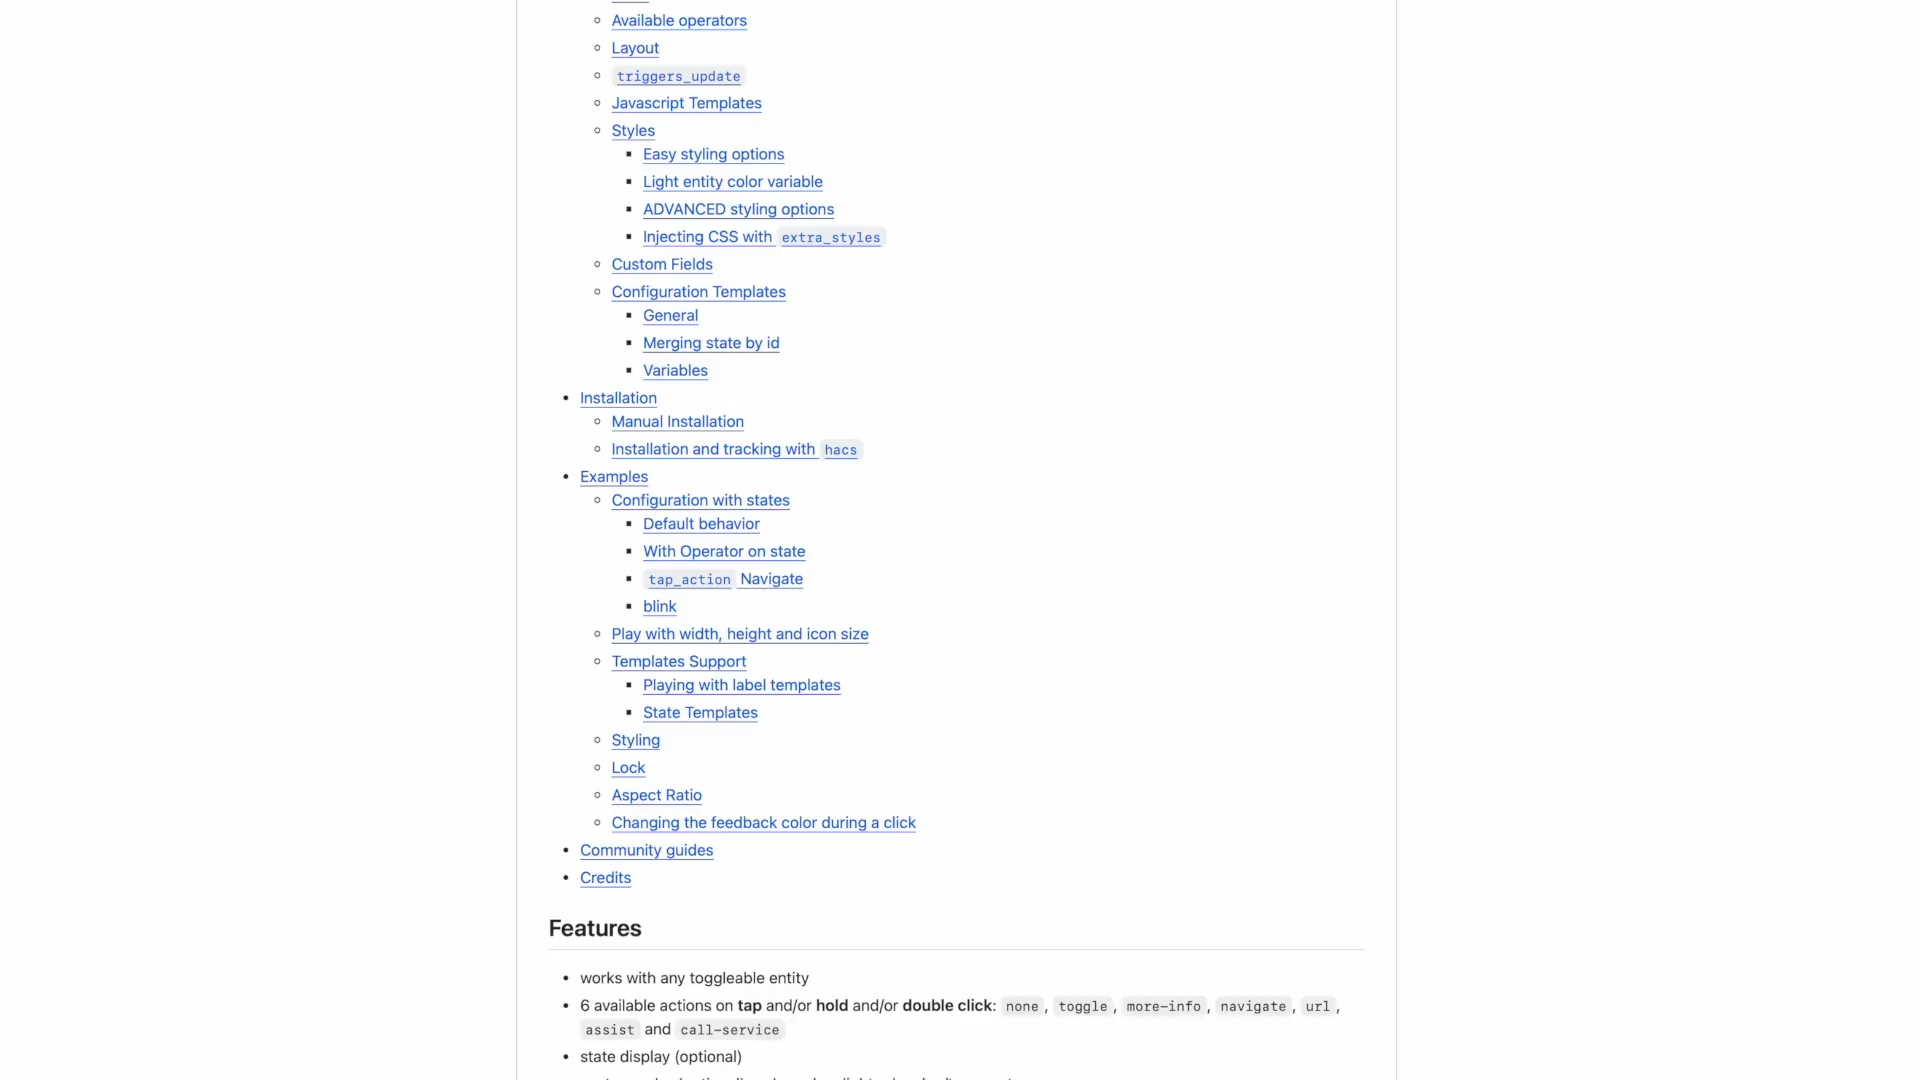 Available operators
Layout
triggers_update
Javascript Templates
Styles
Easy styling options
Light entity color variable
ADVANCED styling options
Injecting CSS with extra_styles
Custom Fields
Configuration Templates
General
Merging state by id
Variables
Installation
Manual Installation
Installation and tracking with hacs
Examples
Configuration with states
Default behavior
With Operator on state
tap_action Navigate
blink
Play with width, height and icon size
Templates Support
Playing with label templates
State Templates
Styling
Lock
Aspect Ratio
Changing the feedback color during a click
Community guides
Credits
Features
works with any toggleable entity
6 available actions on tap and/or hold and/or double click: none, toggle, more-info, navigate, url,
assist and call-service
state display (optional)